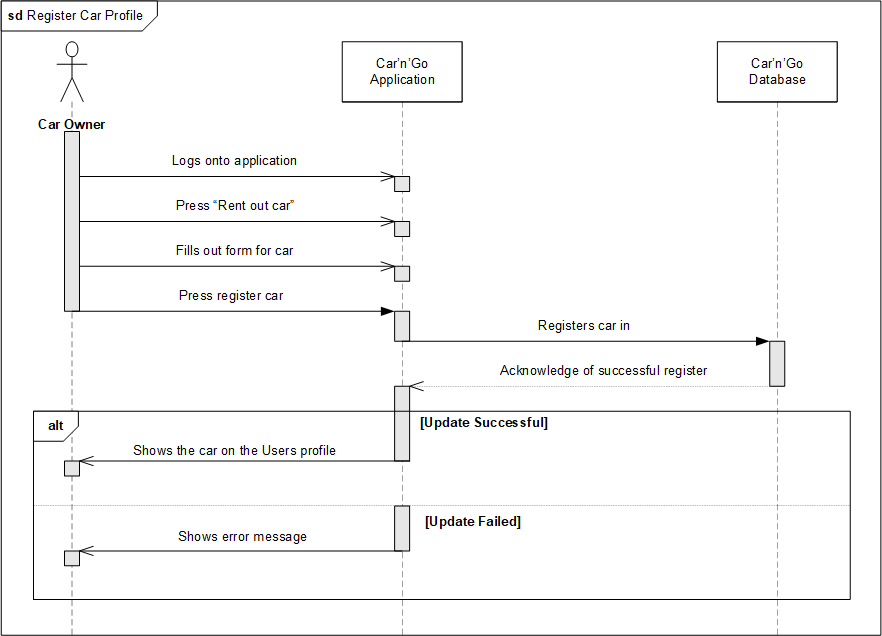 sd Register Car Profile
Car Owner
Car’n’Go
Application
Car’n’Go
Database
Logs onto application
Press “Rent out car”
Fills out form for car
Press register car
Registers car in
Acknowledge of successful register
alt
[Update Successful]
Shows the car on the Users profile
[Update Failed]
Shows error message